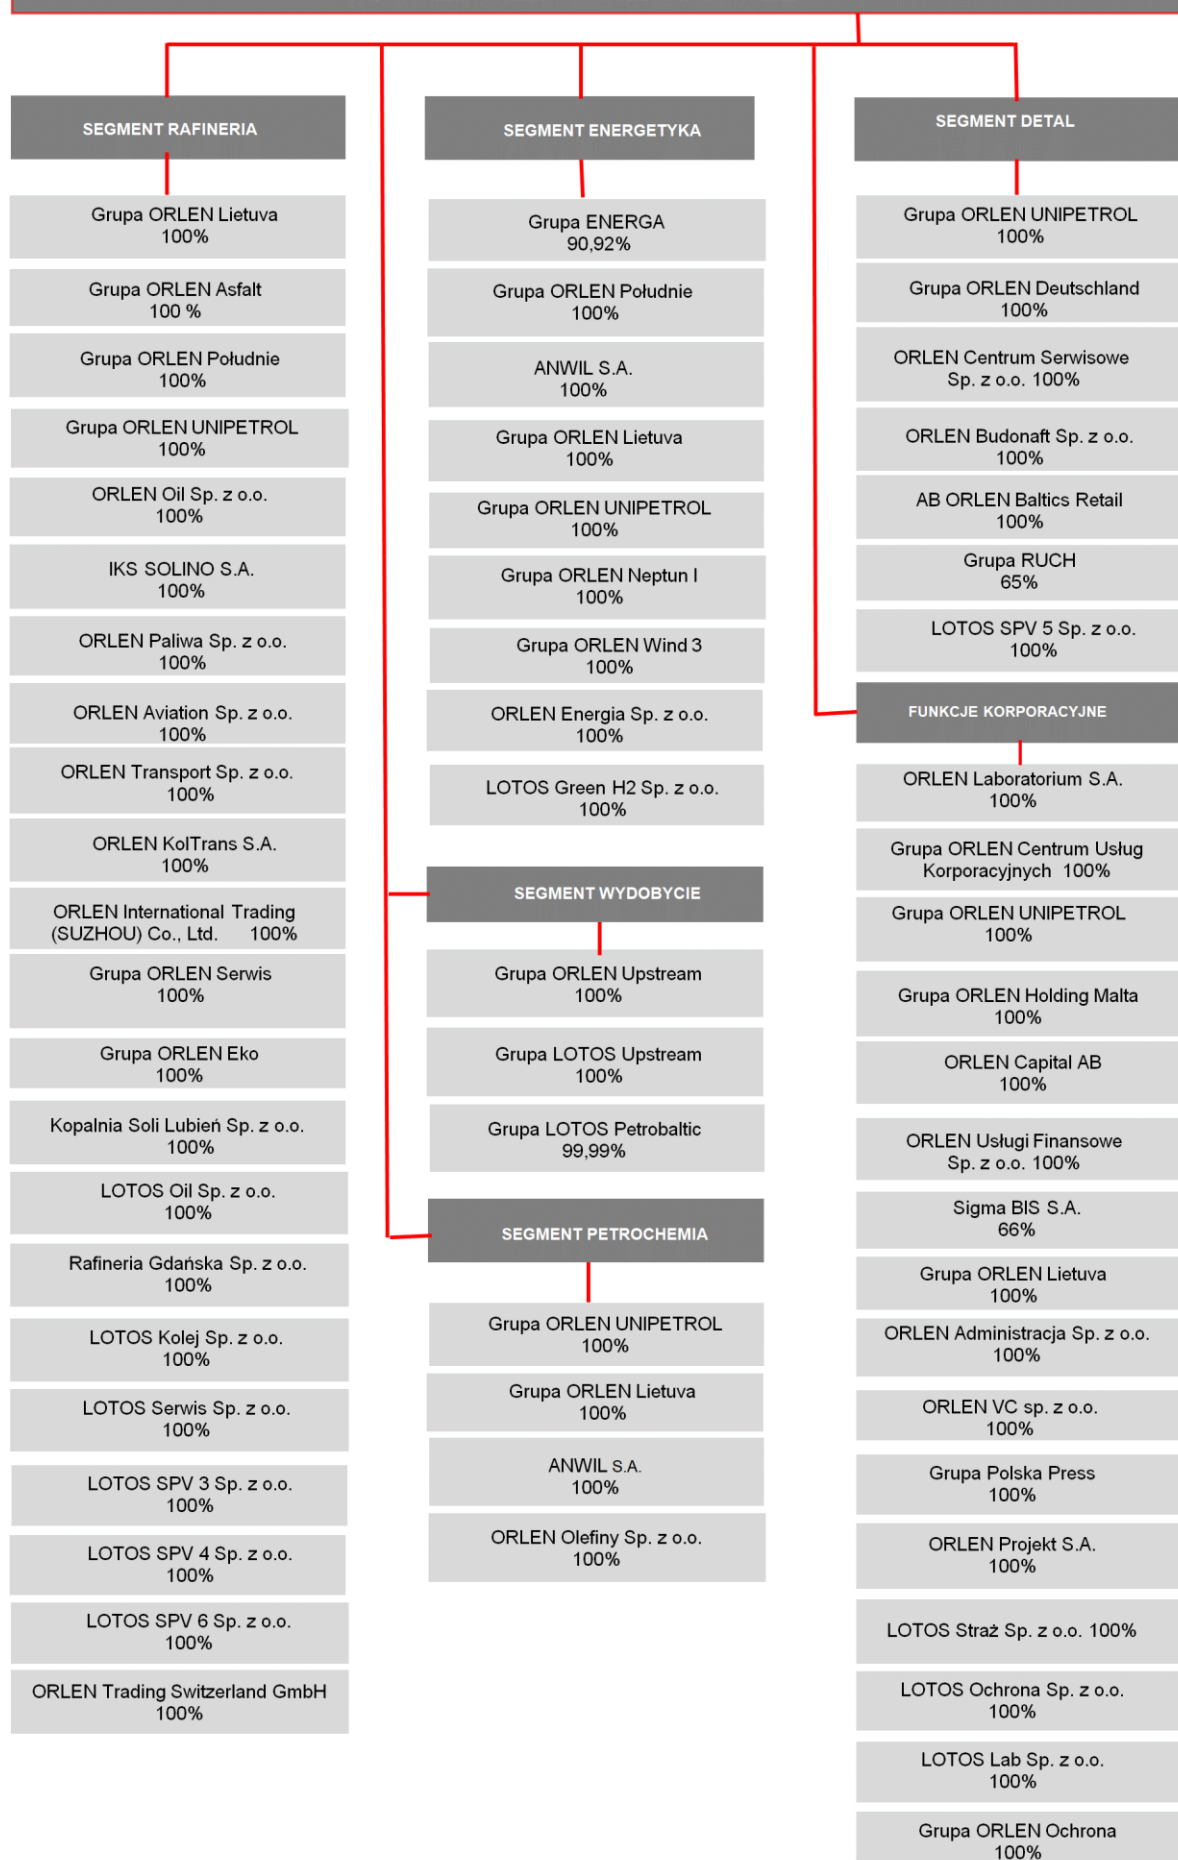 SEGMENT RAFINERIA
Grupa ORLEN Lietuva
100%
Grupa ORLEN Asfalt
100 %
Grupa ORLEN Południe
100%
Grupa ORLEN UNIPETROL
100%
ORLEN Oil Sp. z o.o.
100%
IKS SOLINO S.A.
100%
ORLEN Paliwa Sp. z o.o.
100%
ORLEN Aviation Sp. z o.o.
100%
ORLEN Transport Sp. z o.o.
100%
ORLEN KolTrans S.A.
100%
ORLEN International Trading
(SUZHOU) Co., Ltd. 100%
Grupa ORLEN Serwis
100%
Grupa ORLEN Eko
100%
Kopalnia Soli Lubień Sp. z o.o.
100%
LOTOS Oil Sp. z o.o.
100%
Rafineria Gdańska Sp. z o.o.
100%
LOTOS Kolej Sp. z o.o.
100%
LOTOS Serwis Sp. z o.o.
100%
LOTOS SPV 3 Sp. z o.o.
100%
LOTOS SPV 4 Sp. z o.o.
100%
LOTOS SPV 6 Sp. z o.o.
100%
ORLEN Trading Switzerland GmbH
100%
SEGMENT ENERGETYKA
Grupa ENERGA
90,92%
Grupa ORLEN Południe
100%
ANWIL S.A.
100%
Grupa ORLEN Lietuva
100%
Grupa ORLEN UNIPETROL
100%
Grupa ORLEN Neptun I
100%
Grupa ORLEN Wind 3
100%
ORLEN Energia Sp. z o.o.
100%
LOTOS Green H2 Sp. z o.o.
100%
SEGMENT WYDOBYCIE
Grupa ORLEN Upstream
100%
Grupa LOTOS Upstream
100%
Grupa LOTOS Petrobaltic
99,99%
SEGMENT PETROCHEMIA
Grupa ORLEN UNIPETROL
100%
Grupa ORLEN Lietuva
100%
ANWIL S.A.
100%
ORLEN Olefiny Sp. z o.o.
100%
SEGMENT DETAL
Grupa ORLEN UNIPETROL
100%
Grupa ORLEN Deutschland
100%
ORLEN Centrum Serwisowe
Sp. z o.o. 100%
ORLEN Budonaft Sp. z o.o.
100%
AB ORLEN Baltics Retail
100%
Grupa RUCH
65%
LOTOS SPV 5 Sp. z o.o.
100%
FUNKCJE KORPORACYJNE
ORLEN Laboratorium S.A.
100%
Grupa ORLEN Centrum Usług
Korporacyjnych 100%
Grupa ORLEN UNIPETROL
100%
Grupa ORLEN Holding Malta
100%
ORLEN Capital AB
100%
ORLEN Usługi Finansowe
Sp. z o.o. 100%
Sigma BIS S.A.
66%
Grupa ORLEN Lietuva
100%
ORLEN Administracja Sp. z o.o.
100%
ORLEN VC sp. z o.o.
100%
Grupa Polska Press
100%
ORLEN Projekt S.A.
100%
LOTOS Straż Sp. z o.o. 100%
LOTOS Ochrona Sp. z o.o.
100%
LOTOS Lab Sp. z o.o.
100%
Grupa ORLEN Ochrona
100%